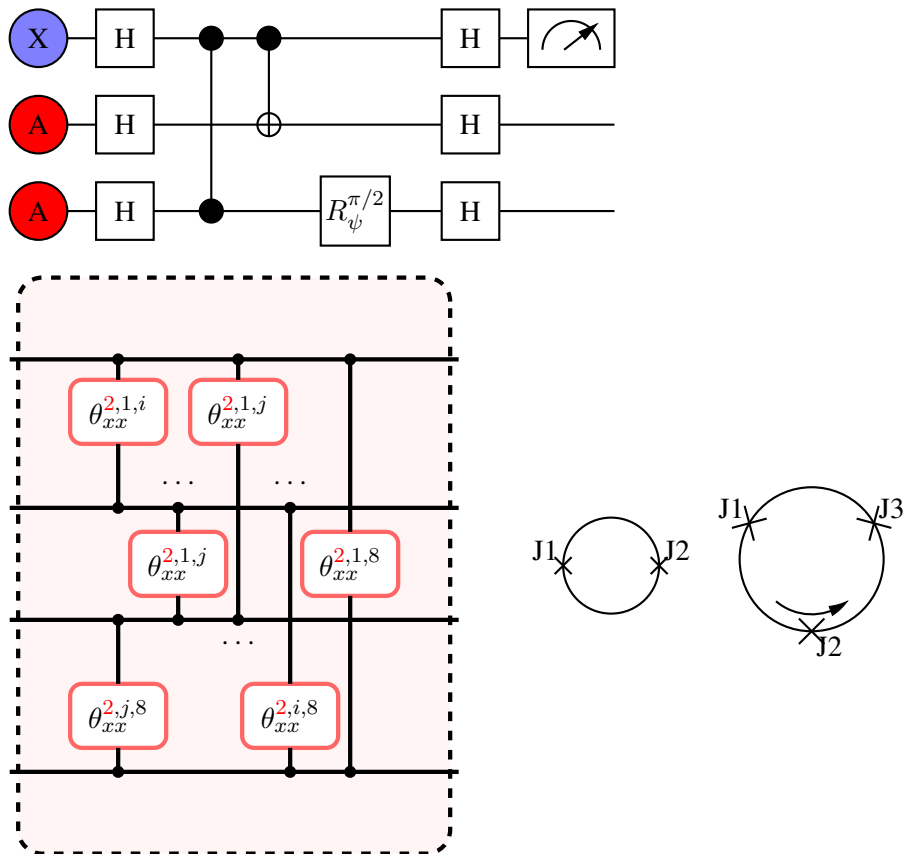 X H H
A H H
A H R_ψ^{π/2} H
θ_{xx}^{2,1,i} θ_{xx}^{2,1,j}
... ...
θ_{xx}^{2,1,j} θ_{xx}^{2,1,8}
...
θ_{xx}^{2,j,8} θ_{xx}^{2,i,8}
J1 J2
J1 J3
J2